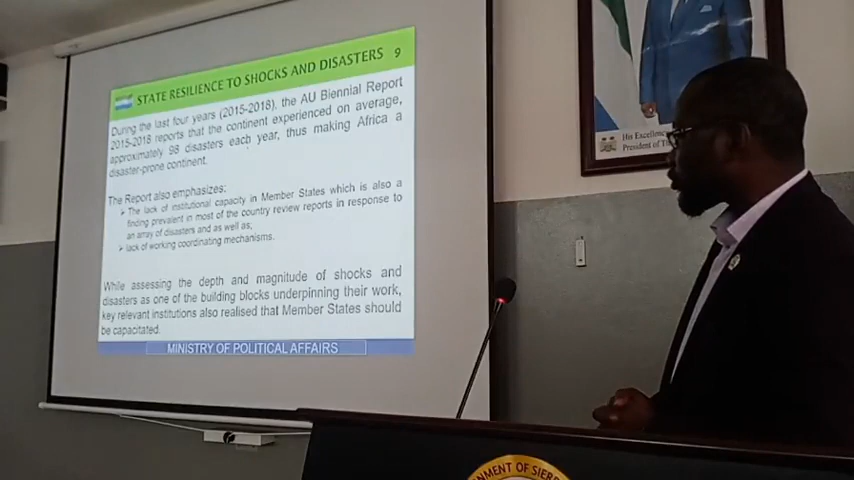 STATE RESILIENCE TO SHOCKS AND DISASTERS 9
During the last four years (2015-2018), the AU Biennial Report
2015-2018 reports that the continent experienced on average,
approximately 98 disasters each year, thus making Africa a
disaster-prone continent.
The Report also emphasizes:
The lack of institutional capacity in Member States which is also a
finding prevalent in most of the country review reports in response to
an array of disasters and as well as,
lack of working coordinating mechanisms.
While assessing the depth and magnitude of shocks and
disasters as one of the building blocks underpinning their work,
key relevant institutions also realised that Member States should
be capacitated.
MINISTRY OF POLITICAL AFFAIRS
His Excellen
President of Th
NMENT OF SIER